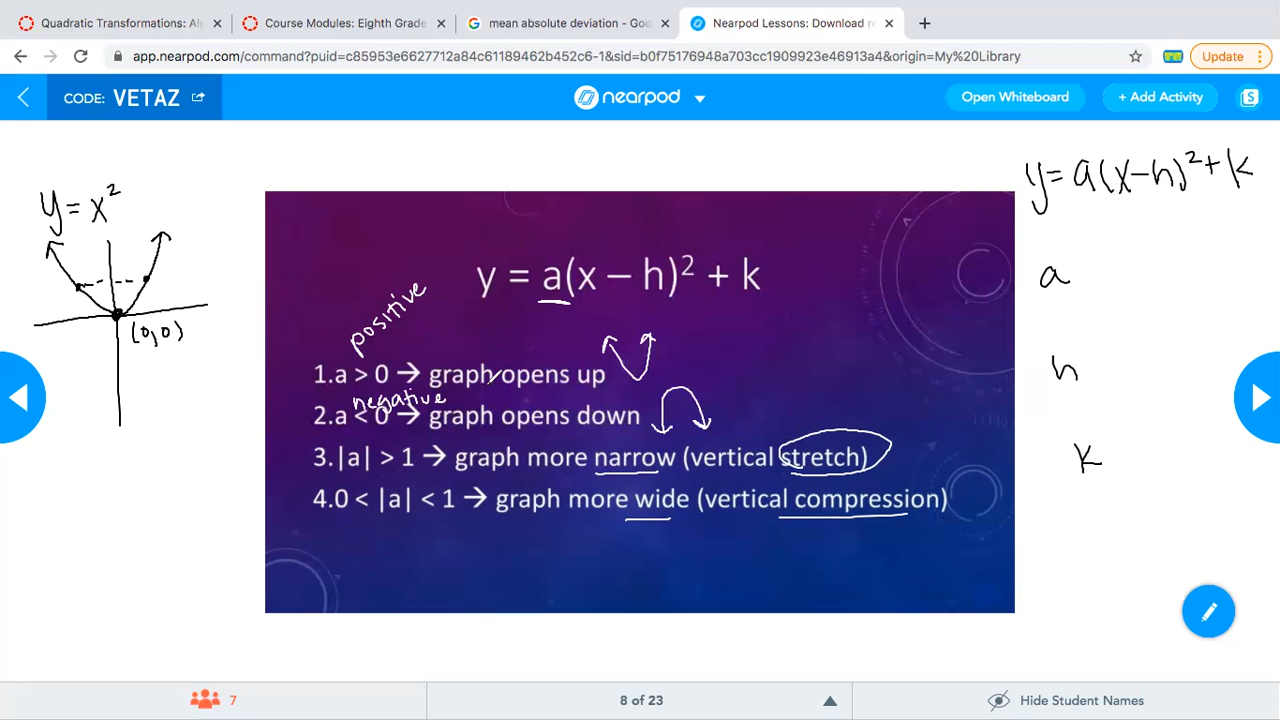 Quadratic Transformations: Al
Course Modules: Eighth Grade
mean absolute deviation - Goo
Nearpod Lessons: Download re
app.nearpod.com/command?puid=c85953e6627712a84c61189462b452c6-1&sid=b0f75176948a703cc1909923e46913a4&origin=My%20Library
Update
CODE: VETAZ
nearpod
Open Whiteboard
+ Add Activity
S
y = x²
(0,0)
y = a(x – h)² + k
positive
1. a > 0 → graph opens up
negative
2. a < 0 → graph opens down
3. |a| > 1 → graph more narrow (vertical stretch)
4. 0 < |a| < 1 → graph more wide (vertical compression)
y = a(x-h)² + k
a
h
k
7
8 of 23
Hide Student Names